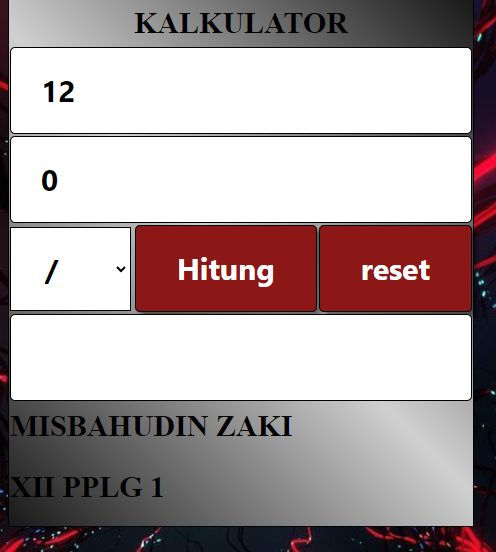 KALKULATOR
12
0
/ Hitung reset
MISBAHUDIN ZAKI
XII PPLG 1